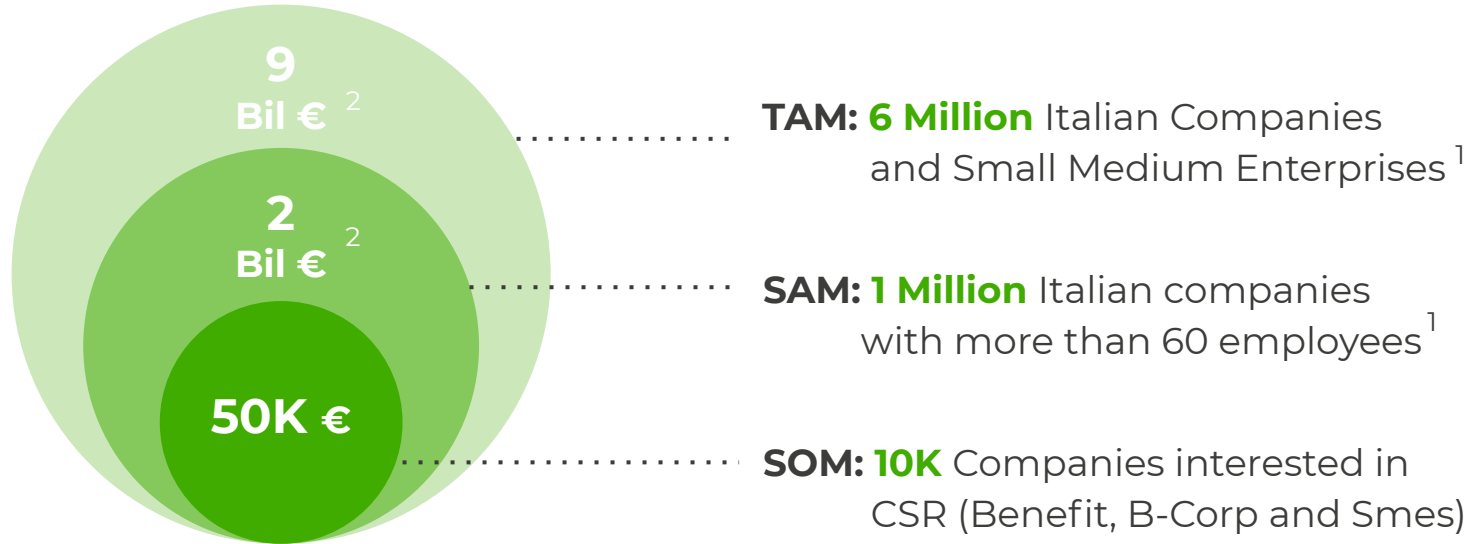 9
Bil € 2
2
Bil € 2
50K €
TAM: 6 Million Italian Companies
and Small Medium Enterprises 1
SAM: 1 Million Italian companies
with more than 60 employees 1
SOM: 10K Companies interested in
CSR (Benefit, B-Corp and Smes)